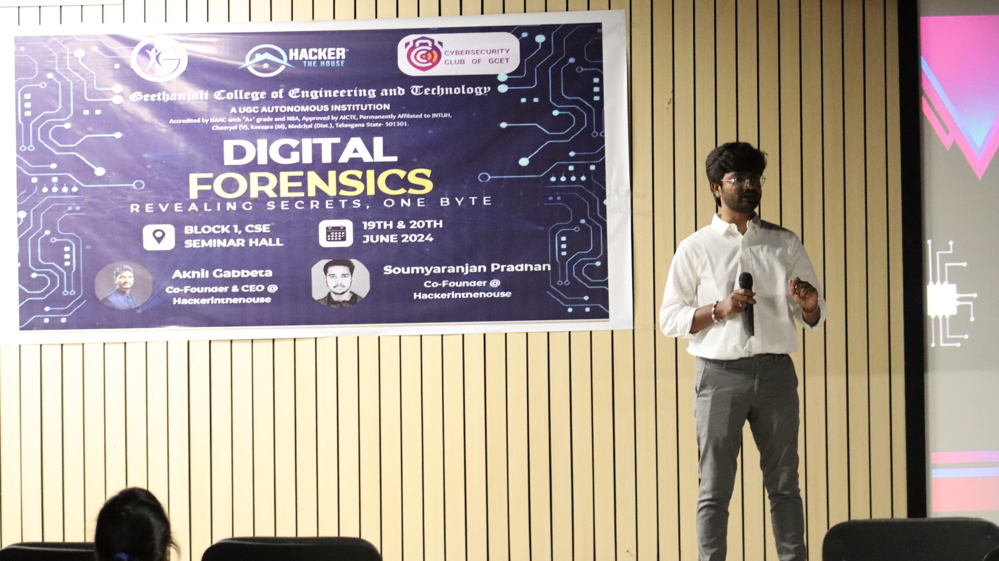 HACKER
THE HOUSE
CYBERSECURITY
CLUB OF GCET
Geethanjali College of Engineering and Technology
A UGC AUTONOMOUS INSTITUTION
Accredited by NAAC with "A+" grade and NBA, Approved by AICTE, Permanently Affilated to JNTUH,
Cheeryal (V), Keesara (M), Medchal (Dist.), Telangana State- 501301.
DIGITAL
FORENSICS
REVEALING SECRETS, ONE BYTE
BLOCK 1, CSE
SEMINAR HALL
19TH & 20TH
JUNE 2024
Akhil Gabbeta
Co-Founder & CEO @
Hackerinthehouse
Soumyaranjan Pradhan
Co-Founder @
Hackerinthehouse